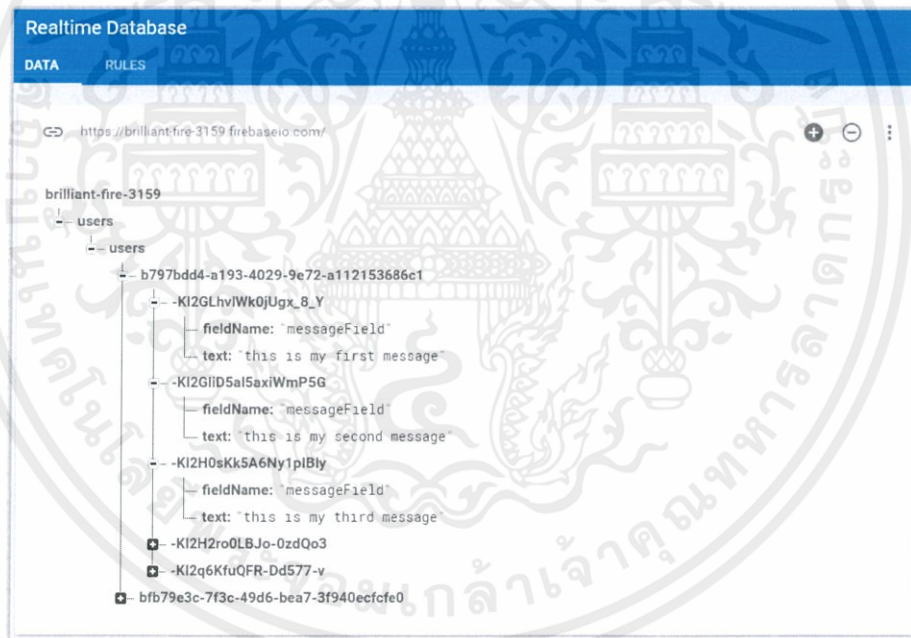 Realtime Database
DATA RULES
https://brilliant-fire-3159.firebaseio.com/
brilliant-fire-3159
users
users
b797bdd4-a193-4029-9e72-a112153686c1
-KI2GLhvlWk0jUgx_8_Y
fieldName: "messageField"
text: "this is my first message"
-KI2GliD5al5axiWmP5G
fieldName: "messageField"
text: "this is my second message"
-KI2H0sKk5A6Ny1plBly
fieldName: "messageField"
text: "this is my third message"
-KI2H2ro0LBJo-0zdQo3
-KI2q6KfuQFR-Dd577-v
bfb79e3c-7f3c-49d6-bea7-3f940ecfcfe0